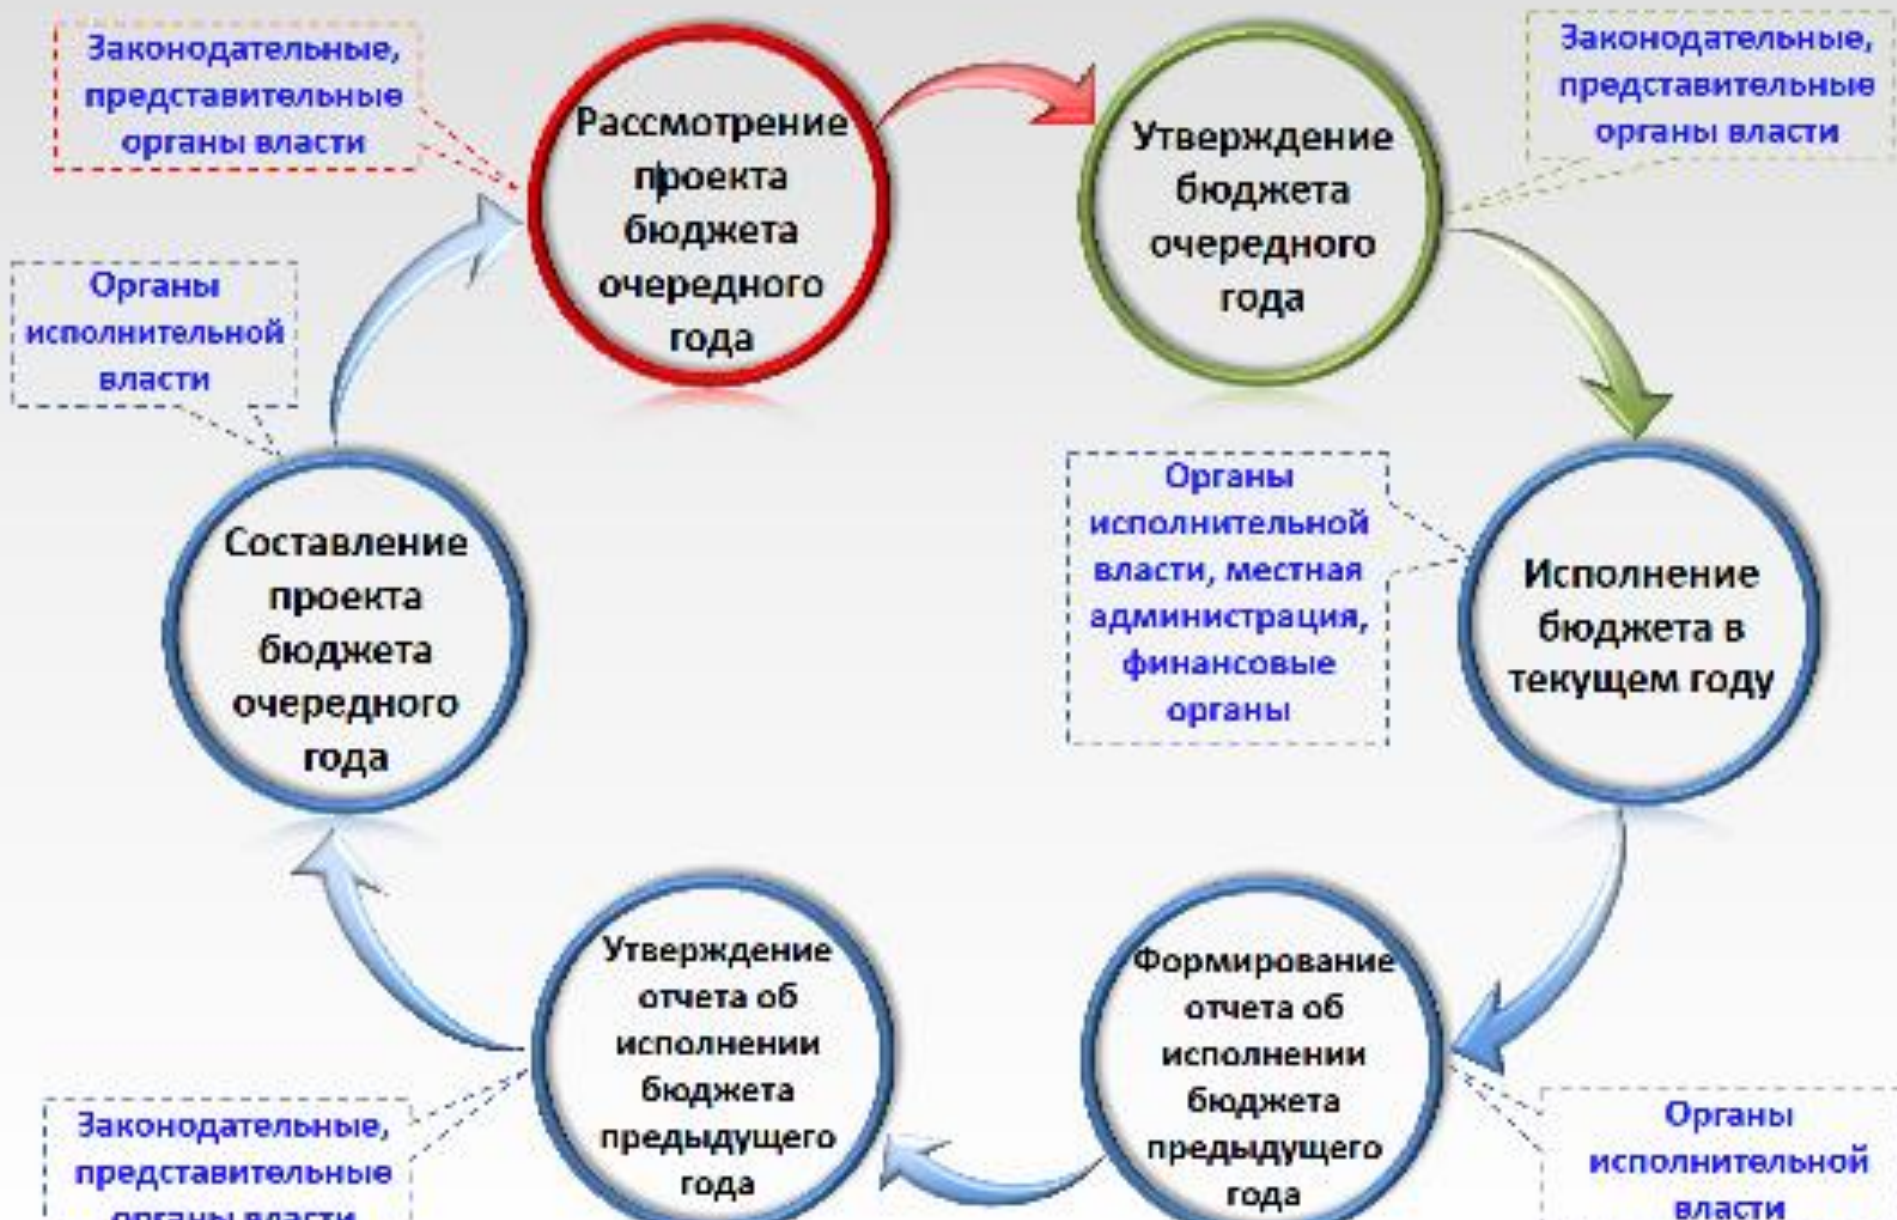 Законодательные,
представительные
органы власти
Рассмотрение
проекта
бюджета
очередного
года
Утверждение
бюджета
очередного
года
Законодательные,
представительные
органы власти
Органы
исполнительной
власти
Составление
проекта
бюджета
очередного
года
Органы
исполнительной
власти, местная
администрация,
финансовые
органы
Исполнение
бюджета в
текущем году
Утверждение
отчета об
исполнении
бюджета
предыдущего
года
Формирование
отчета об
исполнении
бюджета
предыдущего
года
Законодательные,
представительные
органы власти
Органы
исполнительной
власти